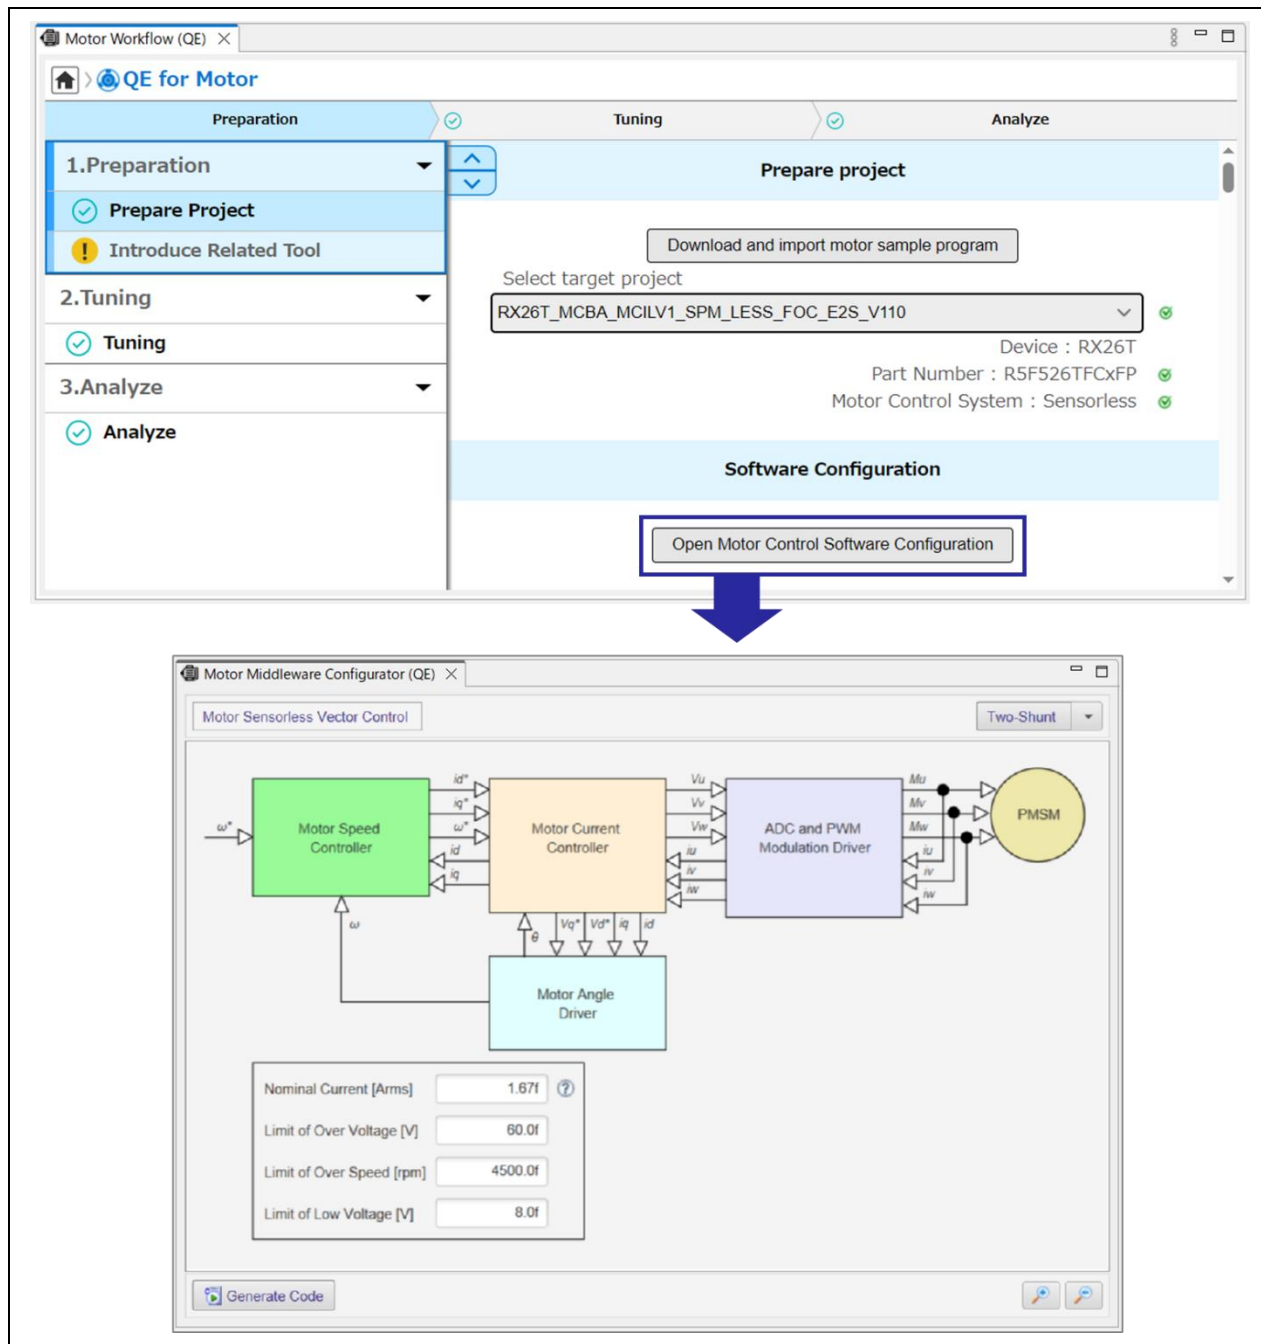 Motor Workflow (QE)
QE for Motor
Preparation
Tuning
Analyze
1.Preparation
Prepare Project
Introduce Related Tool
2.Tuning
Tuning
3.Analyze
Analyze
Prepare project
Download and import motor sample program
Select target project
RX26T_MCBA_MCILV1_SPM_LESS_FOC_E2S_V110
Device : RX26T
Part Number : R5F526TFCxFP
Motor Control System : Sensorless
Software Configuration
Open Motor Control Software Configuration
Motor Middleware Configurator (QE)
Motor Sensorless Vector Control
Two-Shunt
ω*
Motor Speed
Controller
id*
iq*
ω*
id
iq
Motor Current
Controller
Vu
Vv
Vw
iu
iv
iw
ADC and PWM
Modulation Driver
Mu
Mv
Mw
iu
iv
iw
PMSM
ω
θ
Vq*
Vd*
iq
id
Motor Angle
Driver
Nominal Current [Arms] 1.67f
Limit of Over Voltage [V] 60.0f
Limit of Over Speed [rpm] 4500.0f
Limit of Low Voltage [V] 8.0f
Generate Code